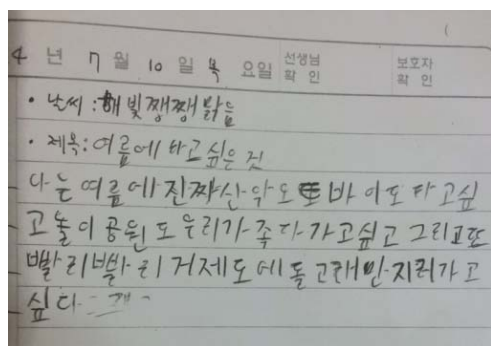 4 년 7 월 10 일 목 요일 선생님 확 인 보호자 확 인
• 날씨 : 해빛쨍쨍 맑음
• 제목: 여름에 타고싶은 것
나는 여름에 진짜 산악오토바이도 타고싶
고 놀이공원도 우리가족다가고싶고 그리고또
빨리빨리 거제도에 돌고래 만지러가고
싶다